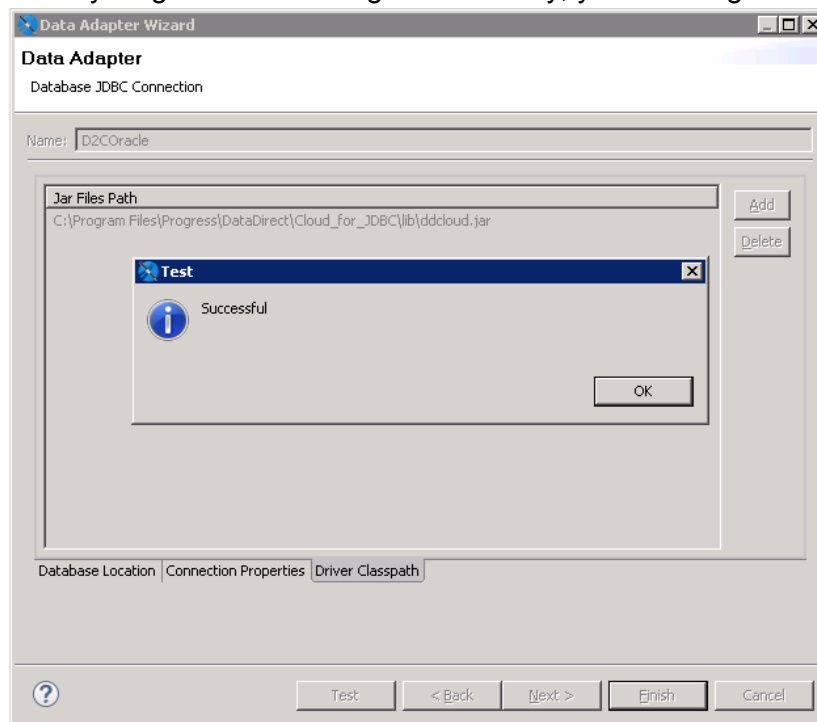 Data Adapter Wizard
Data Adapter
Database JDBC Connection
Name: D2COracle
Jar Files Path
Add
C:\Program Files\Progress\DataDirect\Cloud_for_JDBC\lib\ddcloud.jar
Delete
Test
Successful
OK
Database Location Connection Properties Driver Classpath
? Test < Back Next > Finish Cancel